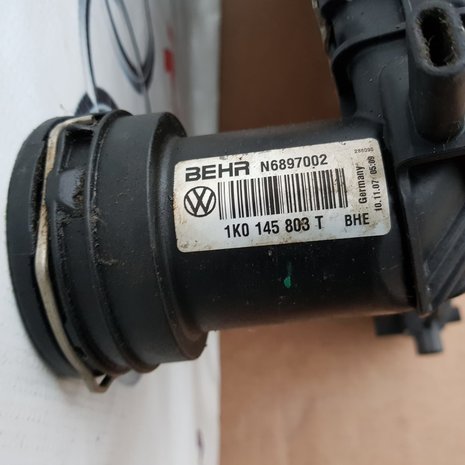 BEHR N6897002
1K0 145 803 T BHE
Germany
10.11.07 05:09